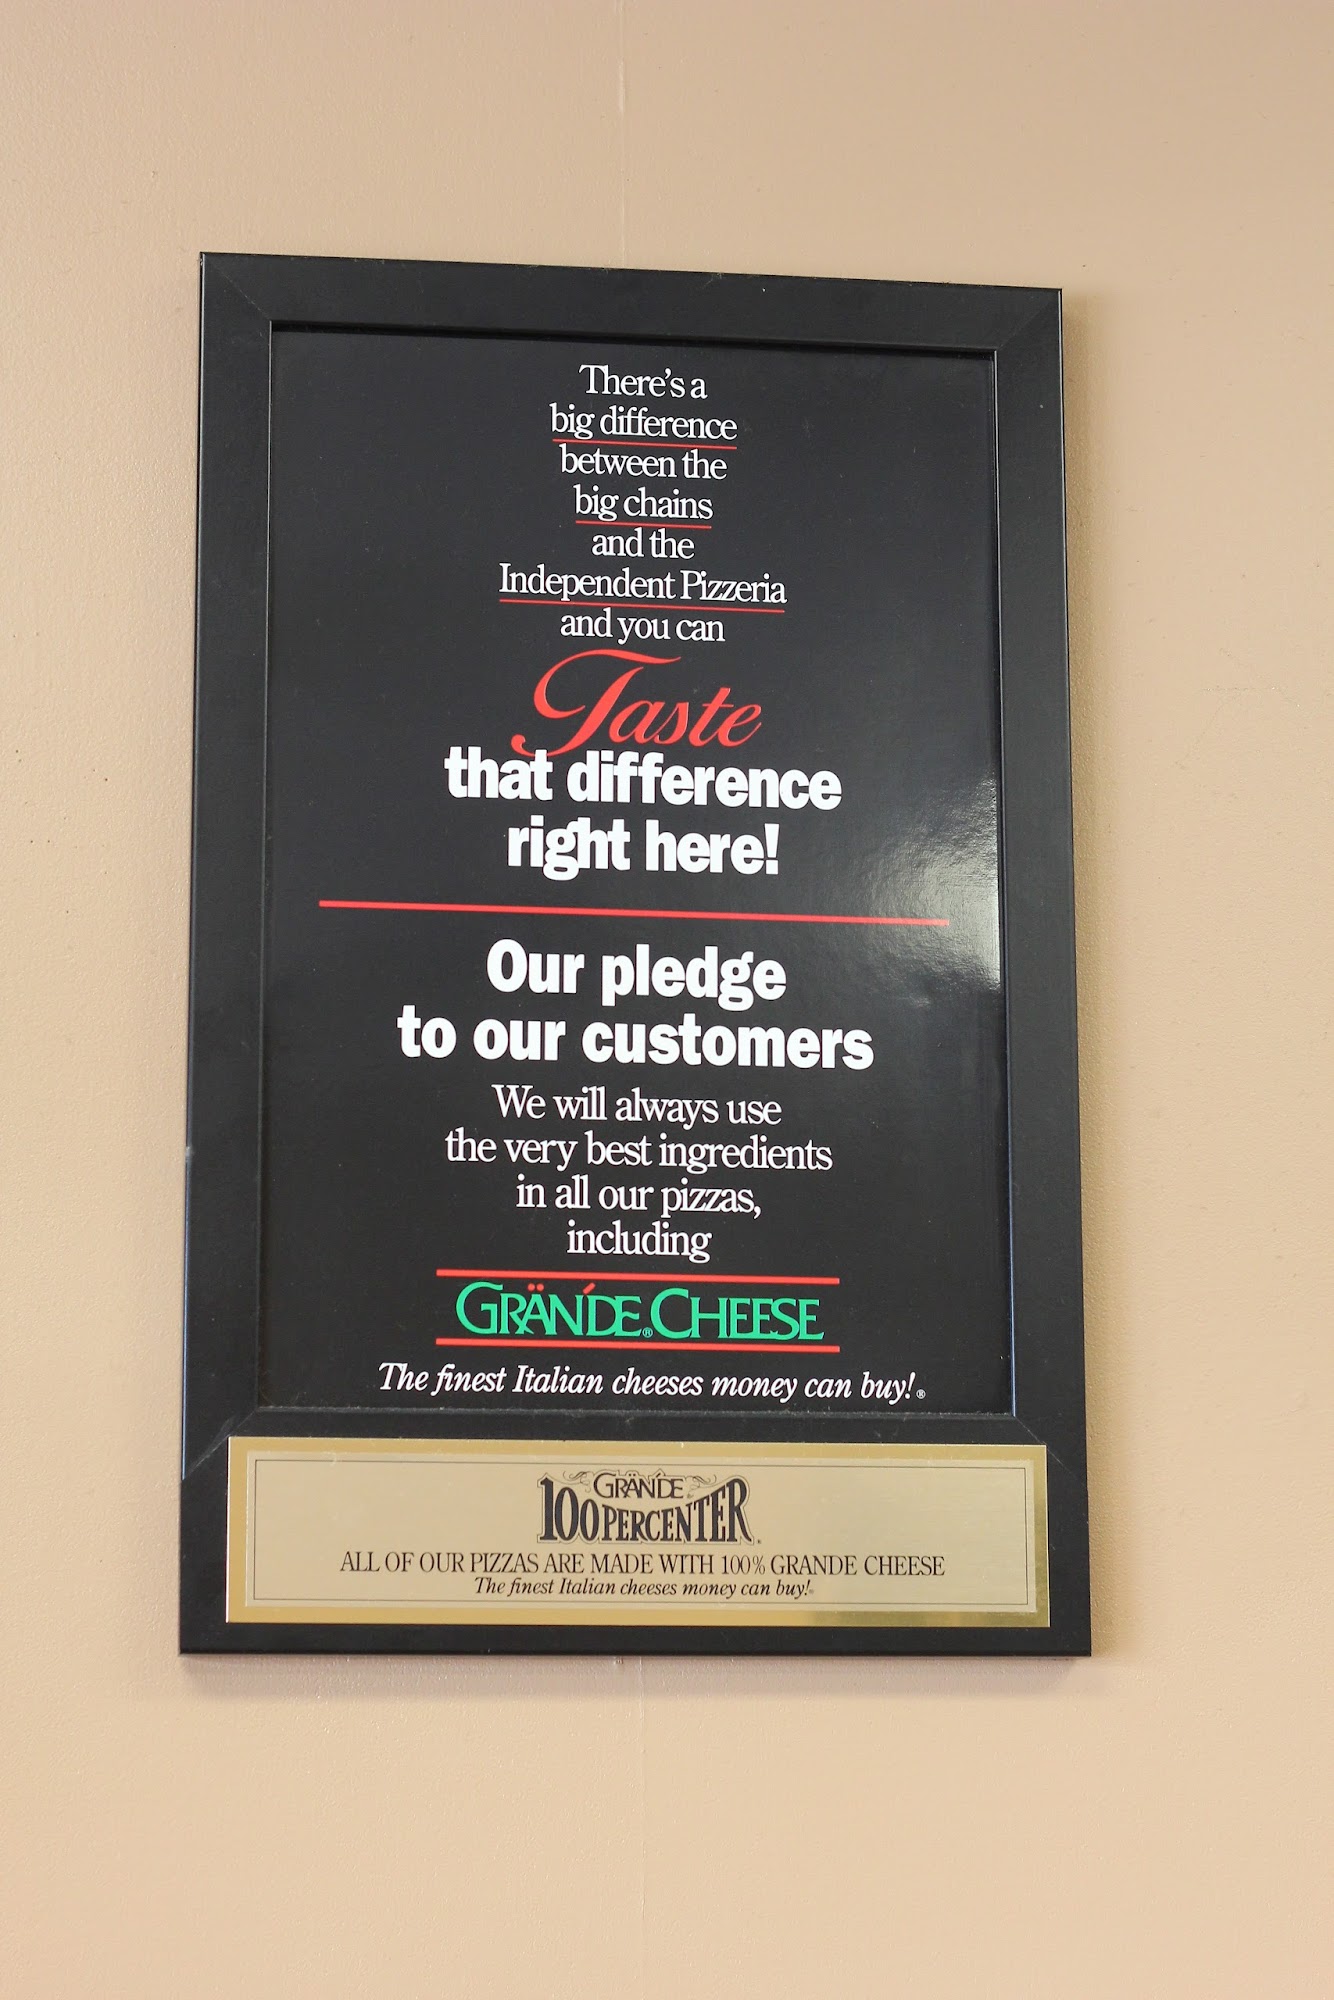 There's a
big difference
between the
big chains
and the
Independent Pizzeria
and you can
Taste
that difference
right here!
Our pledge
to our customers
We will always use
the very best ingredients
in all our pizzas,
including
GRÄNDE® CHEESE
The finest Italian cheeses money can buy!®
GRÄNDE
100 PERCENTER®
ALL OF OUR PIZZAS ARE MADE WITH 100% GRANDE CHEESE
The finest Italian cheeses money can buy!®